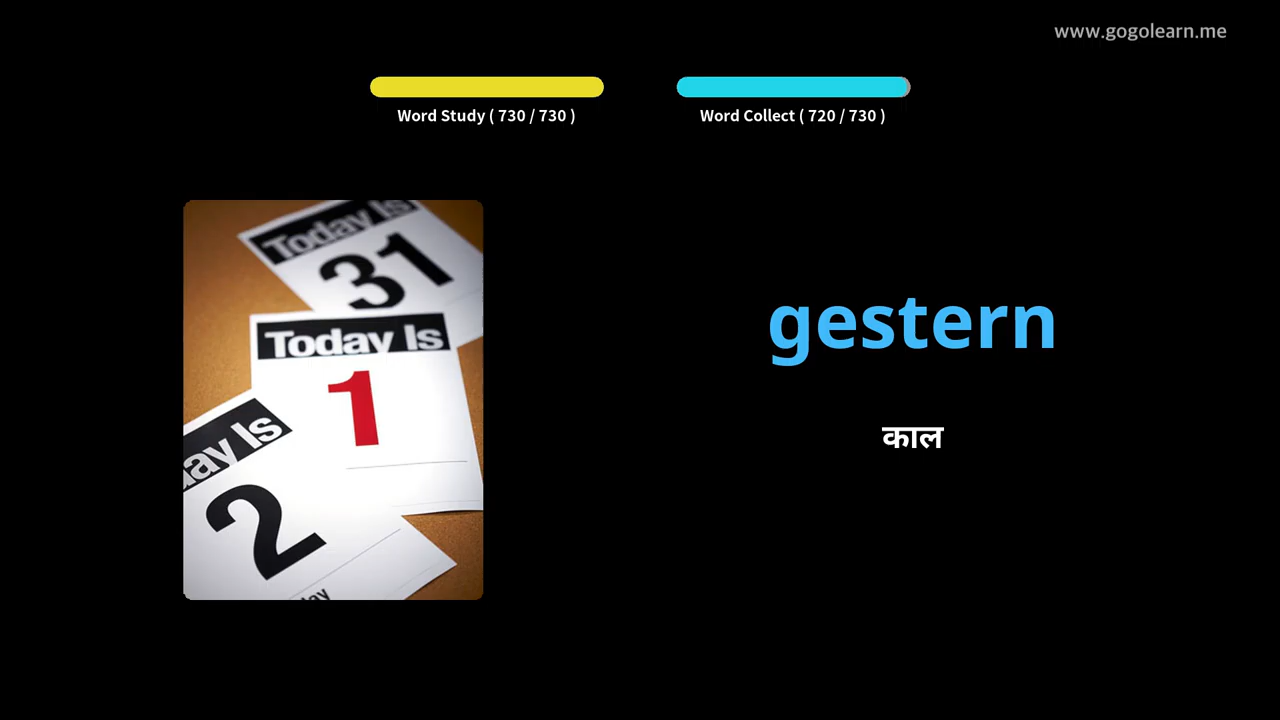 www.gogolearn.me
Word Study ( 730 / 730 )
Word Collect ( 720 / 730 )
Today Is
31
Today Is
1
ay Is
2
gestern
काल